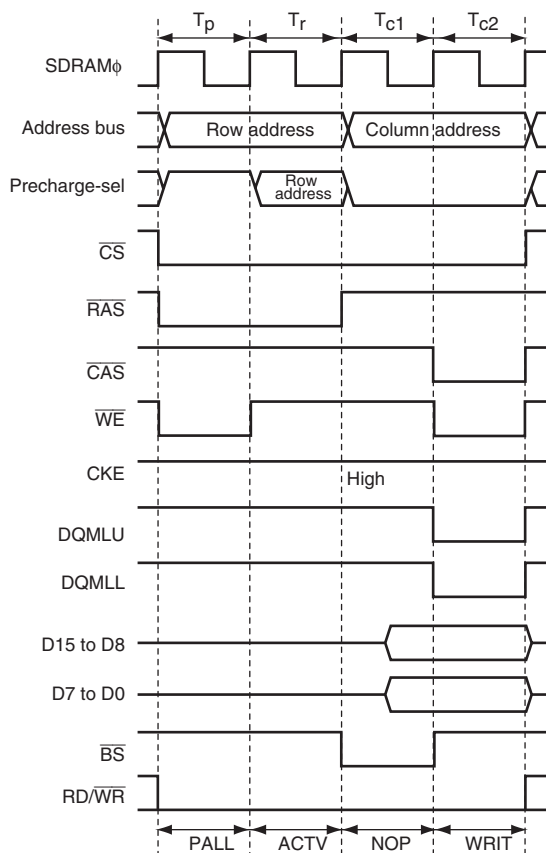 Tp Tr Tc1 Tc2
SDRAMϕ
Address bus Row address Column address
Precharge-sel Row
address
CS
RAS
CAS
WE
CKE High
DQMLU
DQMLL
D15 to D8
D7 to D0
BS
RD/WR
PALL ACTV NOP WRIT